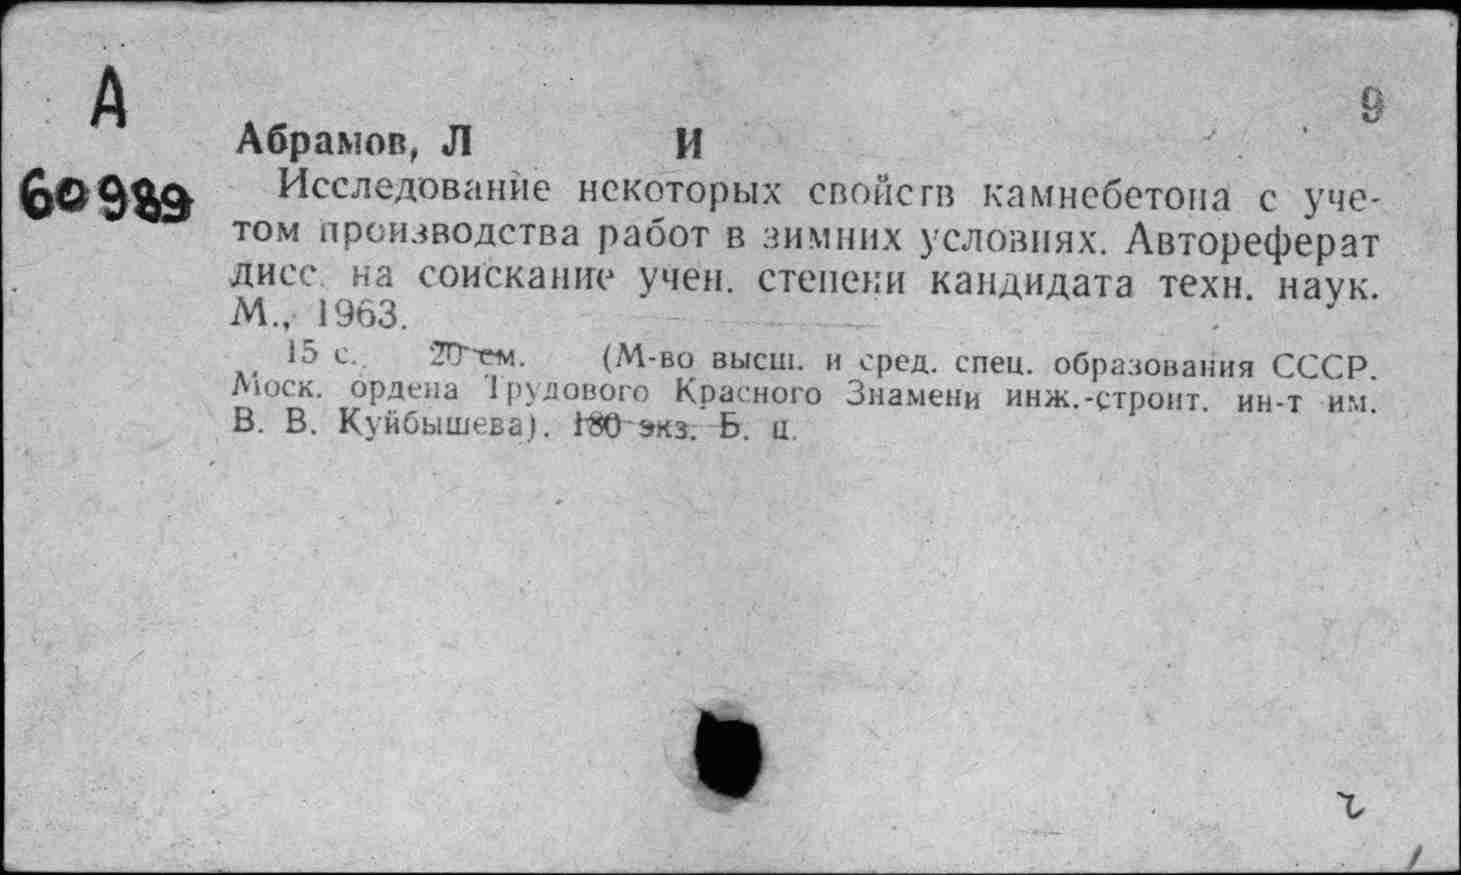 А
9
Абрамов, Л И
60989
Исследование некоторых свойств камнебетона с уче-
том производства работ в зимних условиях. Автореферат
дисс. на соискание учен. степени кандидата техн. наук.
М., 1963.
15 с. 20 см. (М-во высш. и сред. спец. образования СССР.
Моск. ордена Трудового Красного Знамени инж.-строит. ин-т им.
В. В. Куйбышева). 180 экз. Б. ц.